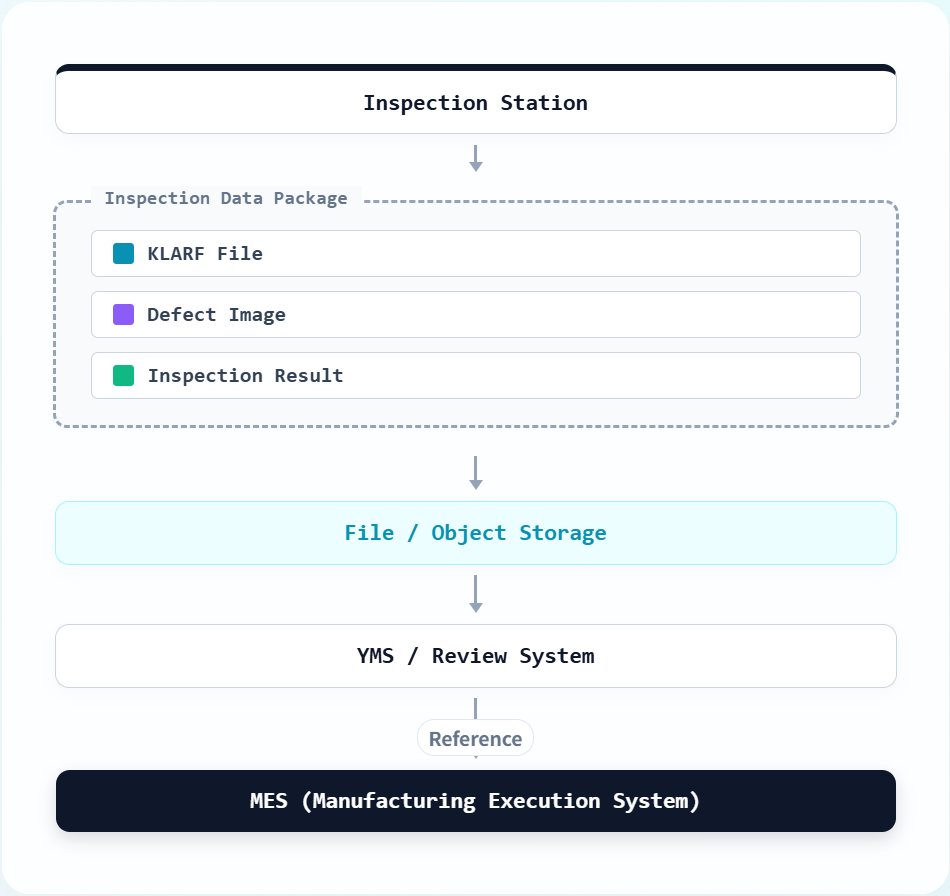 Inspection Station
Inspection Data Package
KLARF File
Defect Image
Inspection Result
File / Object Storage
YMS / Review System
Reference
MES (Manufacturing Execution System)